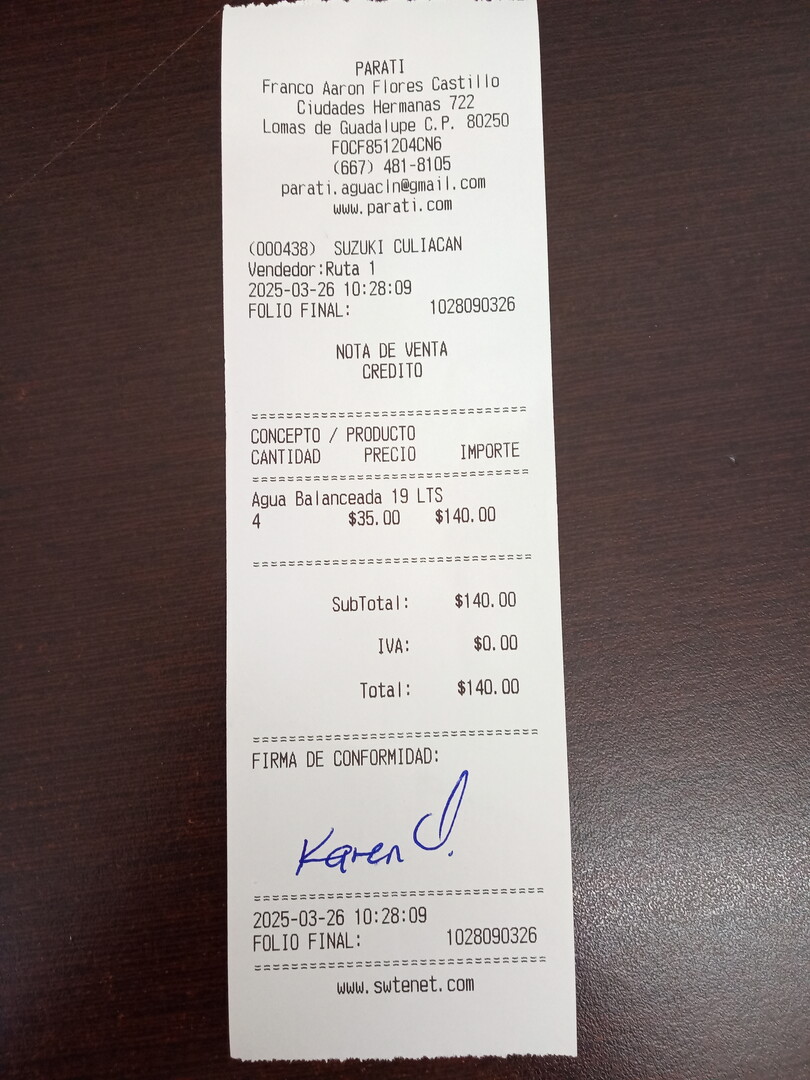 PARATI
Franco Aaron Flores Castillo
Ciudades Hermanas 722
Lomas de Guadalupe C.P. 80250
FOCF851204CN6
(667) 481-8105
parati.aguacln@gmail.com
www.parati.com
(000438) SUZUKI CULIACAN
Vendedor:Ruta 1
2025-03-26 10:28:09
FOLIO FINAL: 1028090326
NOTA DE VENTA
CREDITO
================================
CONCEPTO / PRODUCTO
CANTIDAD PRECIO IMPORTE
================================
Agua Balanceada 19 LTS
4 $35.00 $140.00
================================
SubTotal: $140.00
IVA: $0.00
Total: $140.00
================================
FIRMA DE CONFORMIDAD:
Karen
================================
2025-03-26 10:28:09
FOLIO FINAL: 1028090326
================================
www.swtenet.com